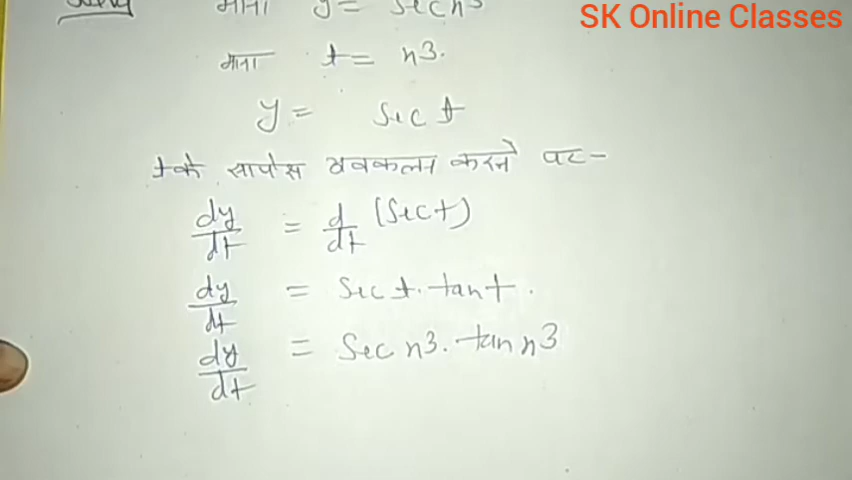 SK Online Classes
माना y = sec x³
माना t = x³.
y = sec t
t के सापेक्ष अवकलन करने पर -
dy/dt = d/dt (sec t)
dy/dt = sec t . tan t .
dy/dt = sec x³ . tan x³